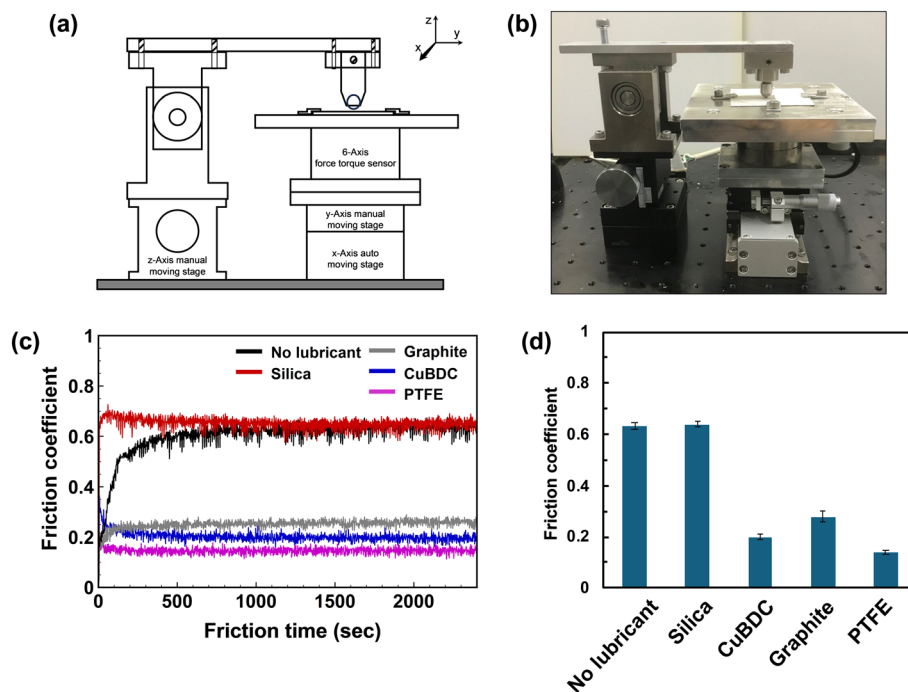 (a)
z
y
x
6-Axis
force torque sensor
y-Axis manual
moving stage
z-Axis manual
moving stage
x-Axis auto
moving stage
(b)
(c)
1
0.8
0.6
0.4
0.2
0
Friction coefficient
No lubricant
Silica
Graphite
CuBDC
PTFE
0
500
1000
1500
2000
Friction time (sec)
(d)
1
0.8
0.6
0.4
0.2
0
Friction coefficient
No lubricant
Silica
CuBDC
Graphite
PTFE